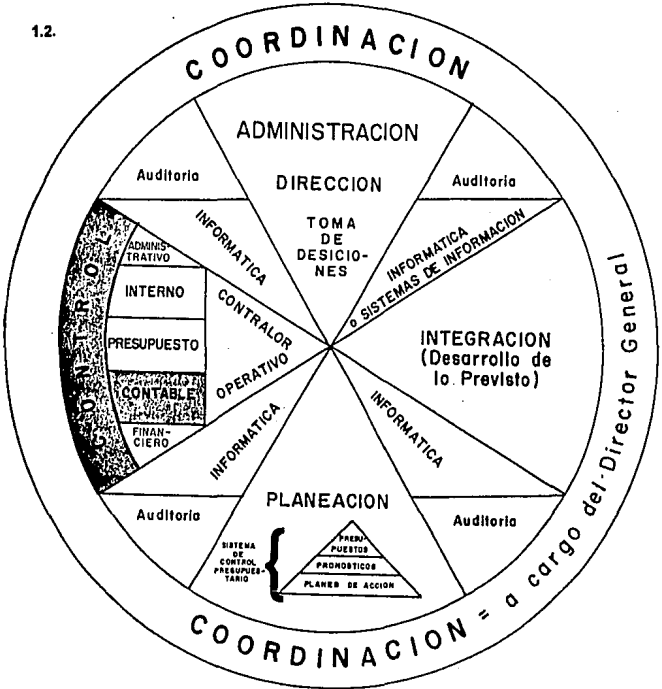 1.2.
COORDINACION
ADMINISTRACION
DIRECCION
TOMA
DE
DESICIO-
NES
Auditoria
Auditoria
INFORMATICA
INFORMATICA
o SISTEMAS DE INFORMACION
CONTROL
ADMINIS-
TRATIVO
INTERNO
PRESUPUESTO
CONTABLE
FINAN-
CIERO
CONTRALOR
OPERATIVO
INTEGRACION
(Desarrollo de
lo Previsto)
INFORMATICA
INFORMATICA
Auditoria
Auditoria
PLANEACION
SISTEMA
DE
CONTROL
PRESUPUES-
TARIO
PRESU-
PUESTOS
PRONOSTICOS
PLANES DE ACCION
COORDINACION = a cargo del Director General